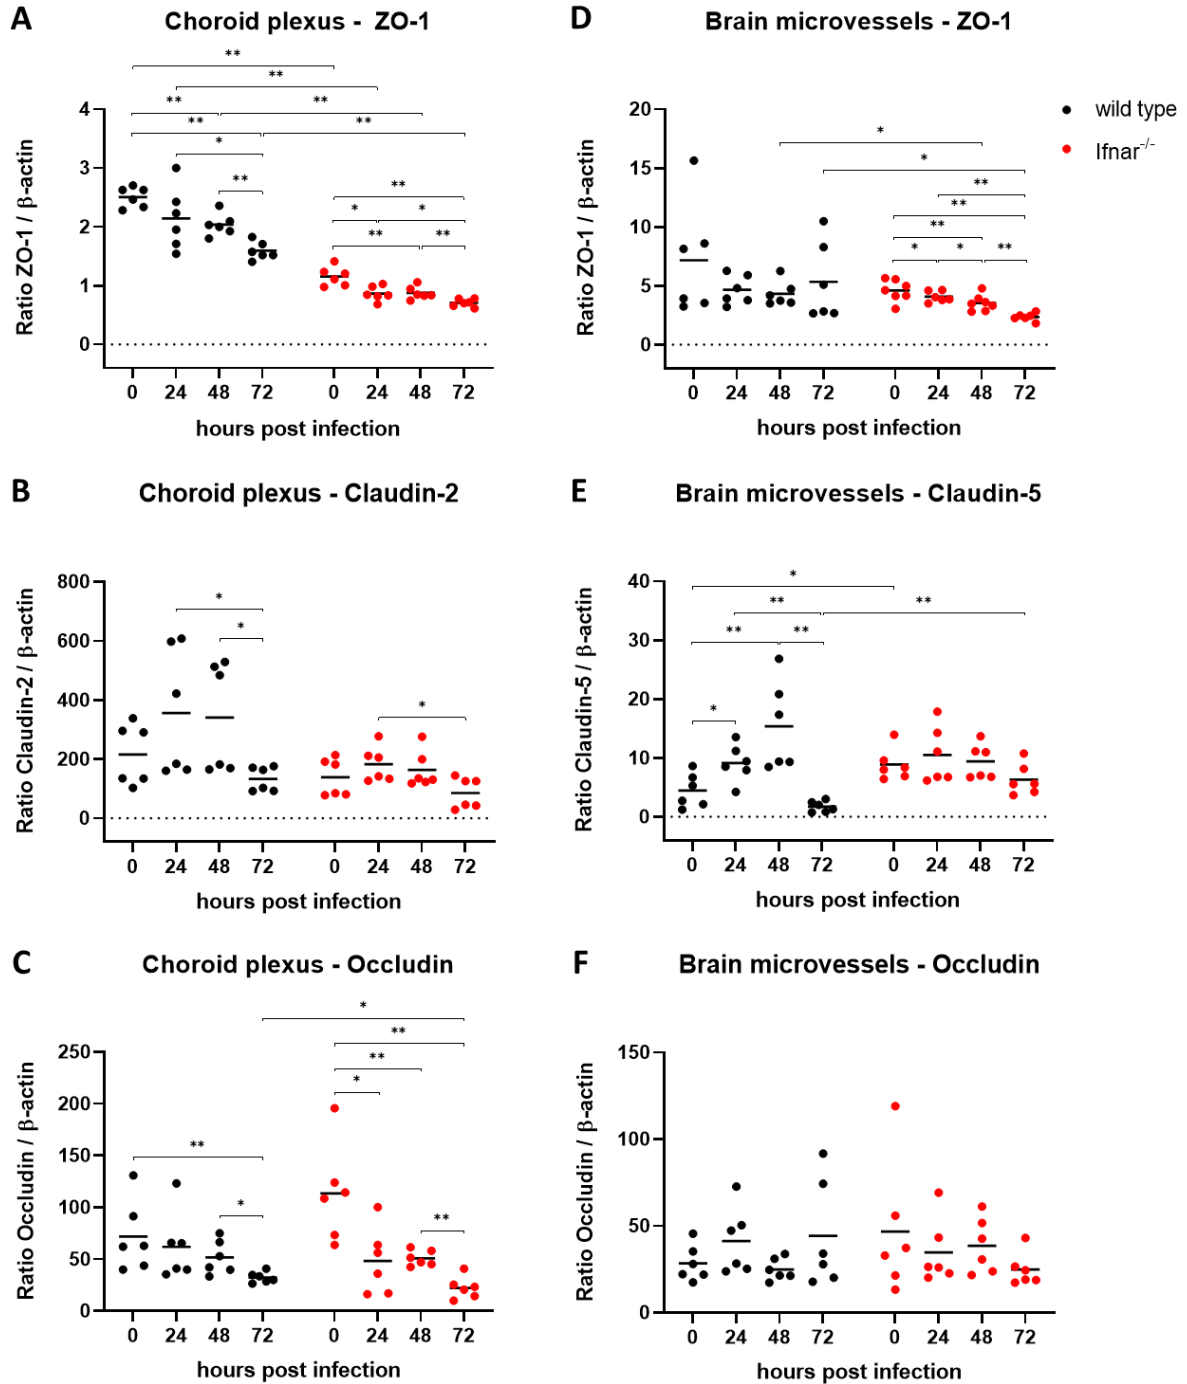 A
Choroid plexus - ZO-1
Ratio ZO-1 / β-actin
4
3
2
1
0
** ** ** ** ** ** * ** ** * * ** **
0 24 48 72 0 24 48 72
hours post infection
D
Brain microvessels - ZO-1
wild type
Ifnar-/-
Ratio ZO-1 / β-actin
20
15
10
5
0
* * ** ** ** * * **
0 24 48 72 0 24 48 72
hours post infection
B
Choroid plexus - Claudin-2
Ratio Claudin-2 / β-actin
800
600
400
200
0
* * *
0 24 48 72 0 24 48 72
hours post infection
E
Brain microvessels - Claudin-5
Ratio Claudin-5 / β-actin
40
30
20
10
0
* ** ** ** ** *
0 24 48 72 0 24 48 72
hours post infection
C
Choroid plexus - Occludin
Ratio Occludin / β-actin
250
200
150
100
50
0
* ** ** * ** * **
0 24 48 72 0 24 48 72
hours post infection
F
Brain microvessels - Occludin
Ratio Occludin / β-actin
150
100
50
0
0 24 48 72 0 24 48 72
hours post infection